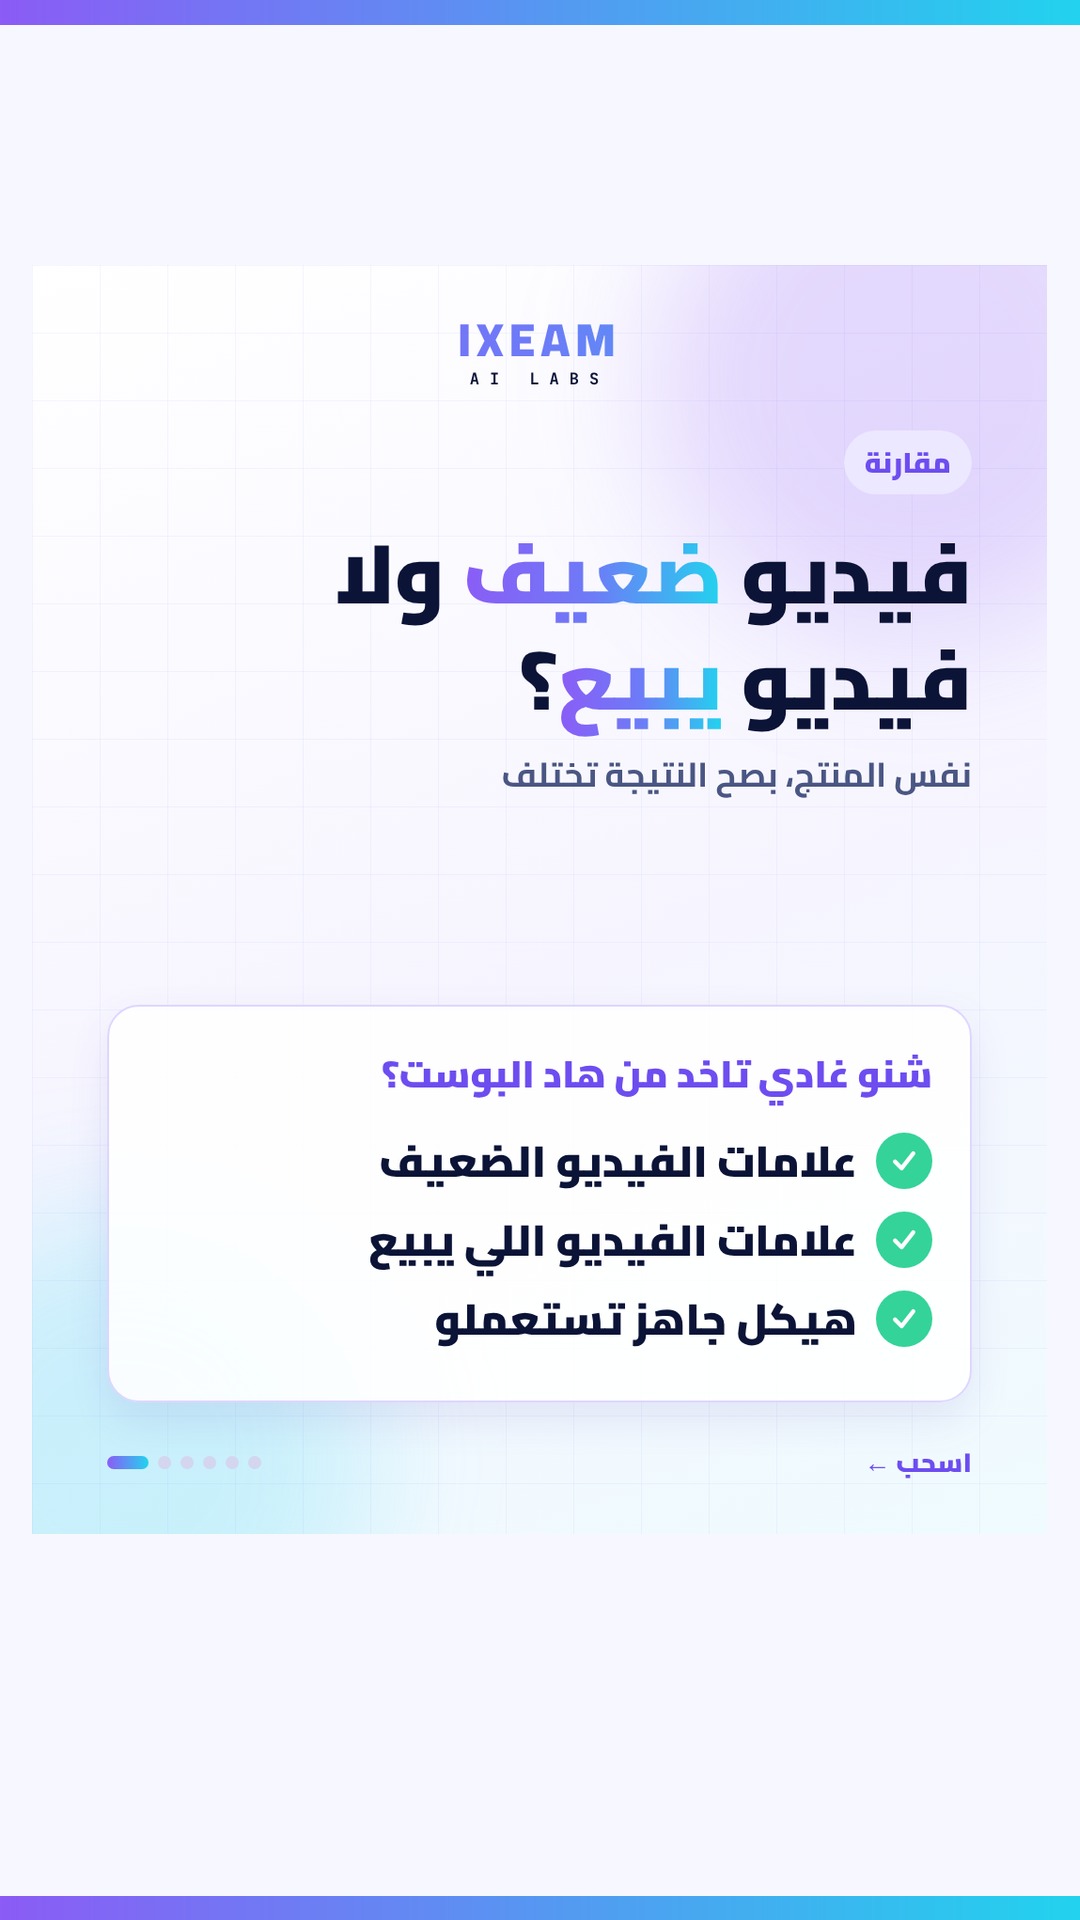 IXEAM
AI LABS
مقارنة
فيديو ضعيف ولا
فيديو يبيع؟
نفس المنتج، بصح النتيجة تختلف
شنو غادي تاخد من هاد البوست؟
علامات الفيديو الضعيف
علامات الفيديو اللي يبيع
هيكل جاهز تستعملو
اسحب ←